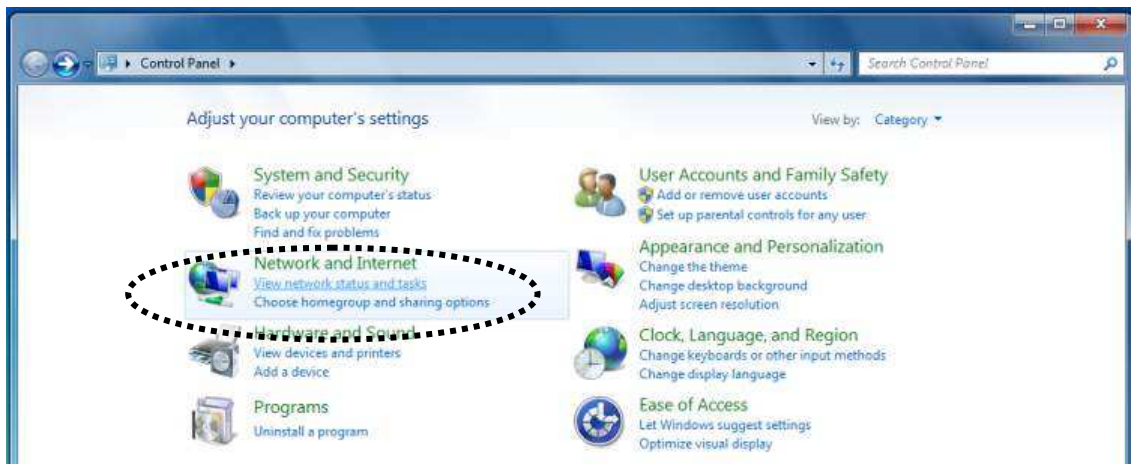 Control Panel
Search Control Panel
Adjust your computer's settings
View by: Category
System and Security
Review your computer's status
Back up your computer
Find and fix problems
Network and Internet
View network status and tasks
Choose homegroup and sharing options
Hardware and Sound
View devices and printers
Add a device
Programs
Uninstall a program
User Accounts and Family Safety
Add or remove user accounts
Set up parental controls for any user
Appearance and Personalization
Change the theme
Change desktop background
Adjust screen resolution
Clock, Language, and Region
Change keyboards or other input methods
Change display language
Ease of Access
Let Windows suggest settings
Optimize visual display